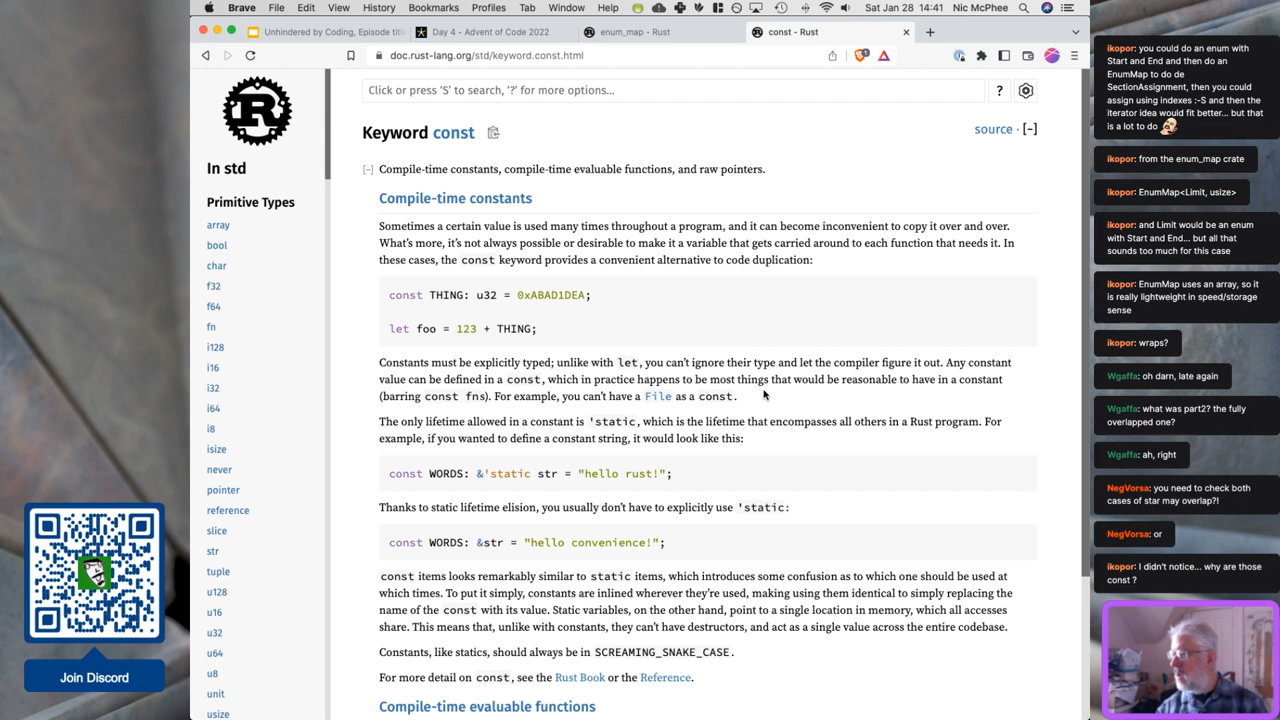 Brave File Edit View History Bookmarks Profiles Tab Window Help Sat Jan 28 14:41 Nic McPhee
Unhindered by Coding, Episode titl
Day 4 - Advent of Code 2022
enum_map - Rust
const - Rust
doc.rust-lang.org/std/keyword.const.html
In std
Primitive Types
array
bool
char
f32
f64
fn
i128
i16
i32
i64
i8
isize
never
pointer
reference
slice
str
tuple
u128
u16
u32
u64
u8
unit
usize
Click or press ‘S’ to search, ‘?’ for more options…
?
Keyword const
source · [−]
[−] Compile-time constants, compile-time evaluable functions, and raw pointers.
Compile-time constants
Sometimes a certain value is used many times throughout a program, and it can become inconvenient to copy it over and over.
What’s more, it’s not always possible or desirable to make it a variable that gets carried around to each function that needs it. In
these cases, the const keyword provides a convenient alternative to code duplication:
const THING: u32 = 0xABAD1DEA;
let foo = 123 + THING;
Constants must be explicitly typed; unlike with let, you can’t ignore their type and let the compiler figure it out. Any constant
value can be defined in a const, which in practice happens to be most things that would be reasonable to have in a constant
(barring const fns). For example, you can’t have a File as a const.
The only lifetime allowed in a constant is 'static, which is the lifetime that encompasses all others in a Rust program. For
example, if you wanted to define a constant string, it would look like this:
const WORDS: &'static str = "hello rust!";
Thanks to static lifetime elision, you usually don’t have to explicitly use 'static:
const WORDS: &str = "hello convenience!";
const items looks remarkably similar to static items, which introduces some confusion as to which one should be used at
which times. To put it simply, constants are inlined wherever they’re used, making using them identical to simply replacing the
name of the const with its value. Static variables, on the other hand, point to a single location in memory, which all accesses
share. This means that, unlike with constants, they can’t have destructors, and act as a single value across the entire codebase.
Constants, like statics, should always be in SCREAMING_SNAKE_CASE.
For more detail on const, see the Rust Book or the Reference.
Compile-time evaluable functions
ikopor: you could do an enum with
Start and End and then do an
EnumMap to do de
SectionAssignment, then you could
assign using indexes :-S and then the
iterator idea would fit better... but that
is a lot to do
ikopor: from the enum_map crate
ikopor: EnumMap<Limit, usize>
ikopor: and Limit would be an enum
with Start and End... but all that
sounds too much for this case
ikopor: EnumMap uses an array, so it
is really lightweight in speed/storage
sense
ikopor: wraps?
Wgaffa: oh darn, late again
Wgaffa: what was part2? the fully
overlapped one?
Wgaffa: ah, right
NegVorsa: you need to check both
cases of star may overlap?!
NegVorsa: or
ikopor: I didn't notice... why are those
const ?
Join Discord